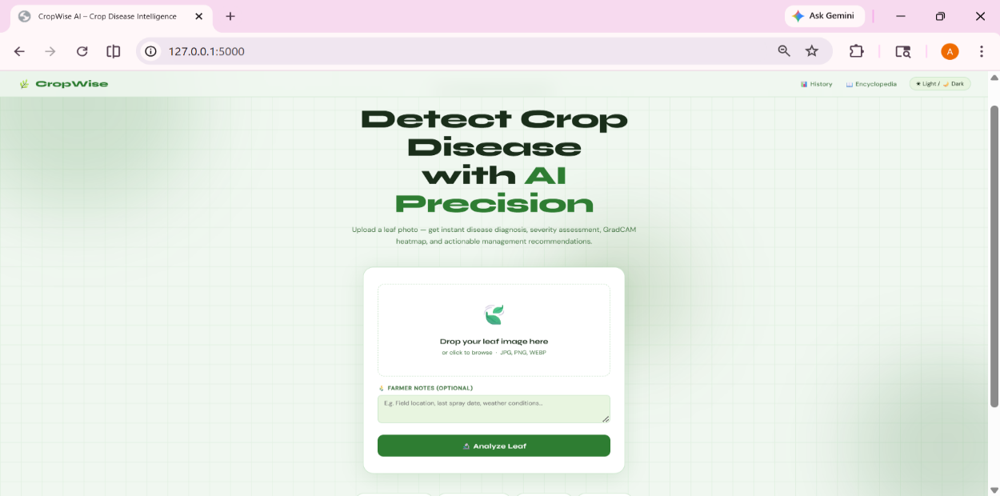 CropWise AI – Crop Disease Intelligence
Ask Gemini
127.0.0.1:5000
A
CropWise
History
Encyclopedia
Light / Dark
Detect Crop
Disease
with AI
Precision
Upload a leaf photo — get instant disease diagnosis, severity assessment, GradCAM
heatmap, and actionable management recommendations.
Drop your leaf image here
or click to browse · JPG, PNG, WEBP
FARMER NOTES (OPTIONAL)
E.g. Field location, last spray date, weather conditions...
Analyze Leaf